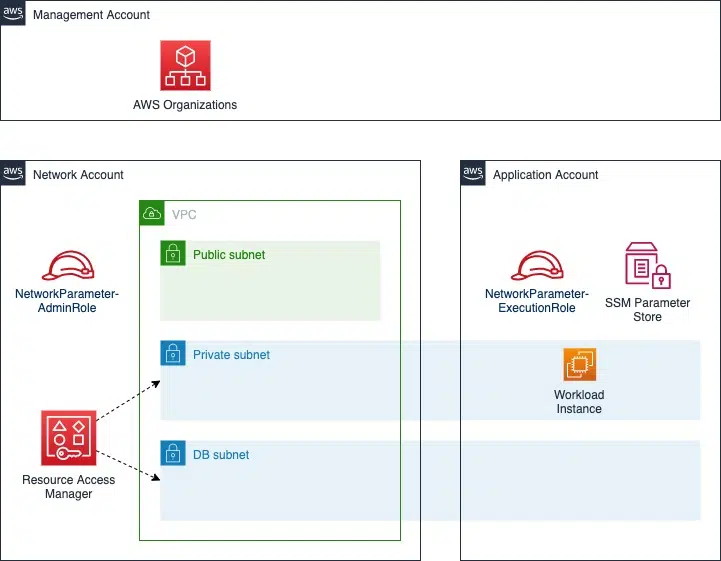 aws
Management Account
AWS Organizations
aws
Network Account
aws
Application Account
VPC
Public subnet
NetworkParameter-
AdminRole
NetworkParameter-
ExecutionRole
SSM Parameter
Store
Private subnet
Workload
Instance
DB subnet
Resource Access
Manager